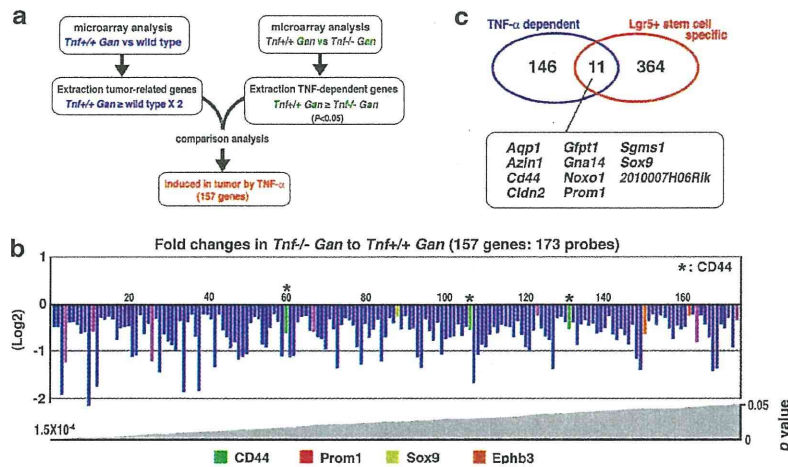 a
microarray analysis
Tnf+/+ Gan vs wild type
microarray analysis
Tnf+/+ Gan vs Tnf-/- Gan
Extraction tumor-related genes
Tnf+/+ Gan ≥ wild type X 2
Extraction TNF-dependent genes
Tnf+/+ Gan ≥ Tnf-/- Gan
(P<0.05)
comparison analysis
Induced in tumor by TNF-α
(157 genes)
c
TNF-α dependent
Lgr5+ stem cell
specific
146 11 364
Aqp1 Gfpt1 Sgms1
Azin1 Gna14 Sox9
Cd44 Noxo1 2010007H06Rik
Cldn2 Prom1
b
Fold changes in Tnf-/- Gan to Tnf+/+ Gan (157 genes: 173 probes)
*: CD44
1
0
-1
-2
(Log2)
* * *
20 40 60 80 100 120 140 160
1.5X10-4
0.05
0
p value
CD44 Prom1 Sox9 Ephb3